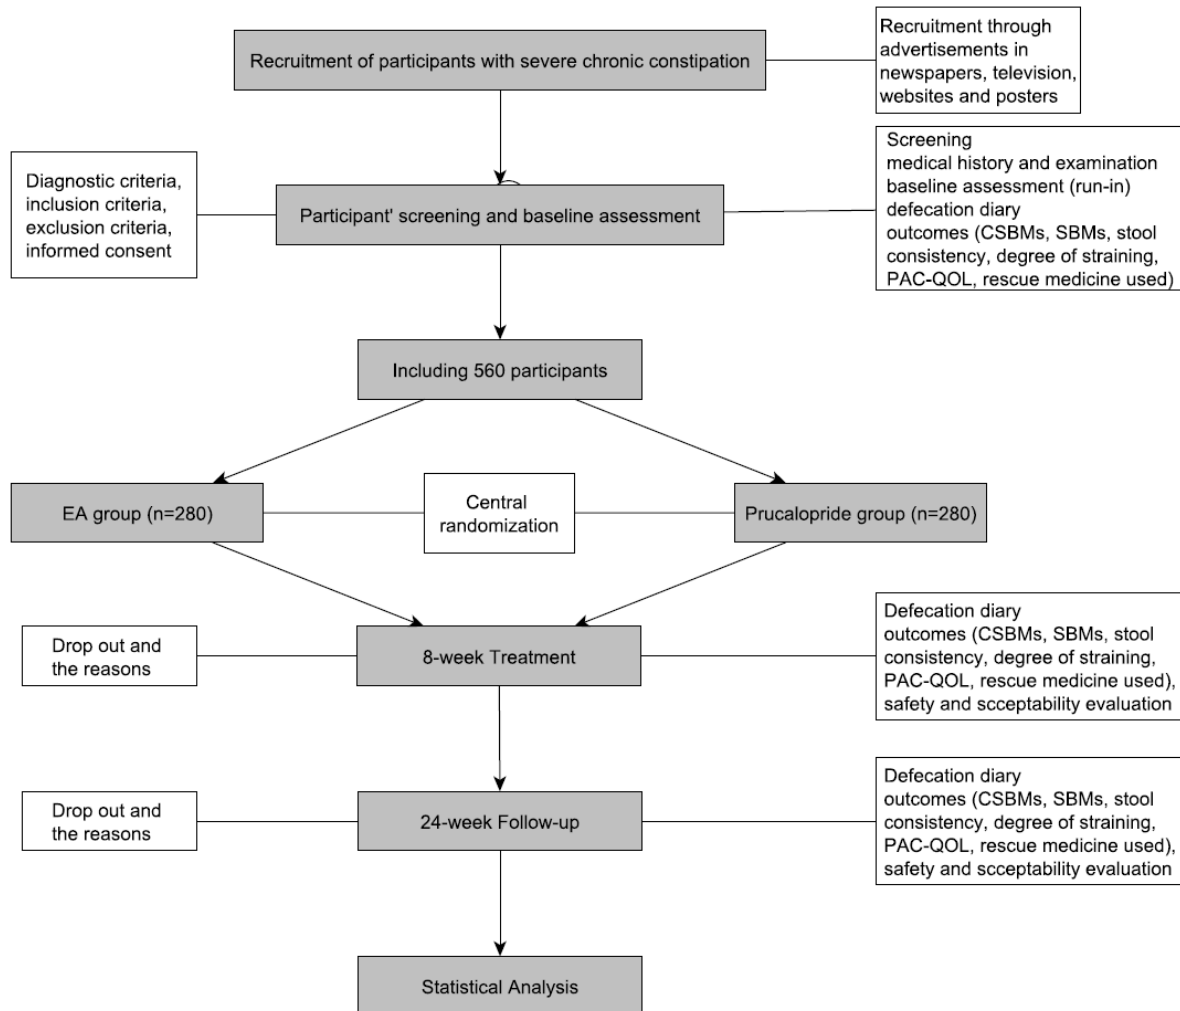 Recruitment of participants with severe chronic constipation
Recruitment through
advertisements in
newspapers, television,
websites and posters
Diagnostic criteria,
inclusion criteria,
exclusion criteria,
informed consent
Participant' screening and baseline assessment
Screening
medical history and examination
baseline assessment (run-in)
defecation diary
outcomes (CSBMs, SBMs, stool
consistency, degree of straining,
PAC-QOL, rescue medicine used)
Including 560 participants
EA group (n=280)
Central
randomization
Prucalopride group (n=280)
Drop out and
the reasons
8-week Treatment
Defecation diary
outcomes (CSBMs, SBMs, stool
consistency, degree of straining,
PAC-QOL, rescue medicine used),
safety and scceptability evaluation
Drop out and
the reasons
24-week Follow-up
Defecation diary
outcomes (CSBMs, SBMs, stool
consistency, degree of straining,
PAC-QOL, rescue medicine used),
safety and scceptability evaluation
Statistical Analysis